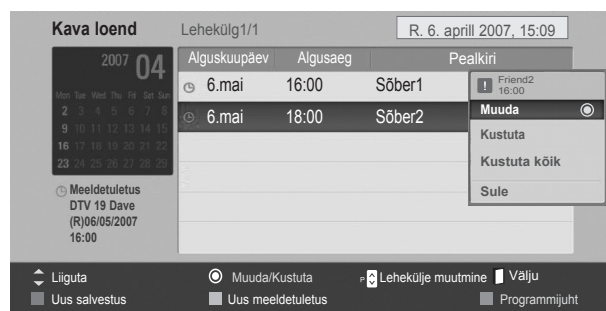 Kava loend
Lehekülg1/1
R. 6. aprill 2007, 15:09
2007 04
Mon Tue Wed Thu Fri Sat Sun
2 3 4 5 6 7 8
9 10 11 12 13 14 15
16 17 18 19 20 21 22
23 24 25 26 27 28 29
Meeldetuletus
DTV 19 Dave
(R)06/05/2007
16:00
Alguskuupäev Algusaeg Pealkiri
6.mai 16:00 Sõber1
6.mai 18:00 Sõber2
Friend2
16:00
Muuda
Kustuta
Kustuta kõik
Sule
Liiguta Muuda/Kustuta P Lehekülje muutmine Välju
Uus salvestus Uus meeldetuletus Programmijuht